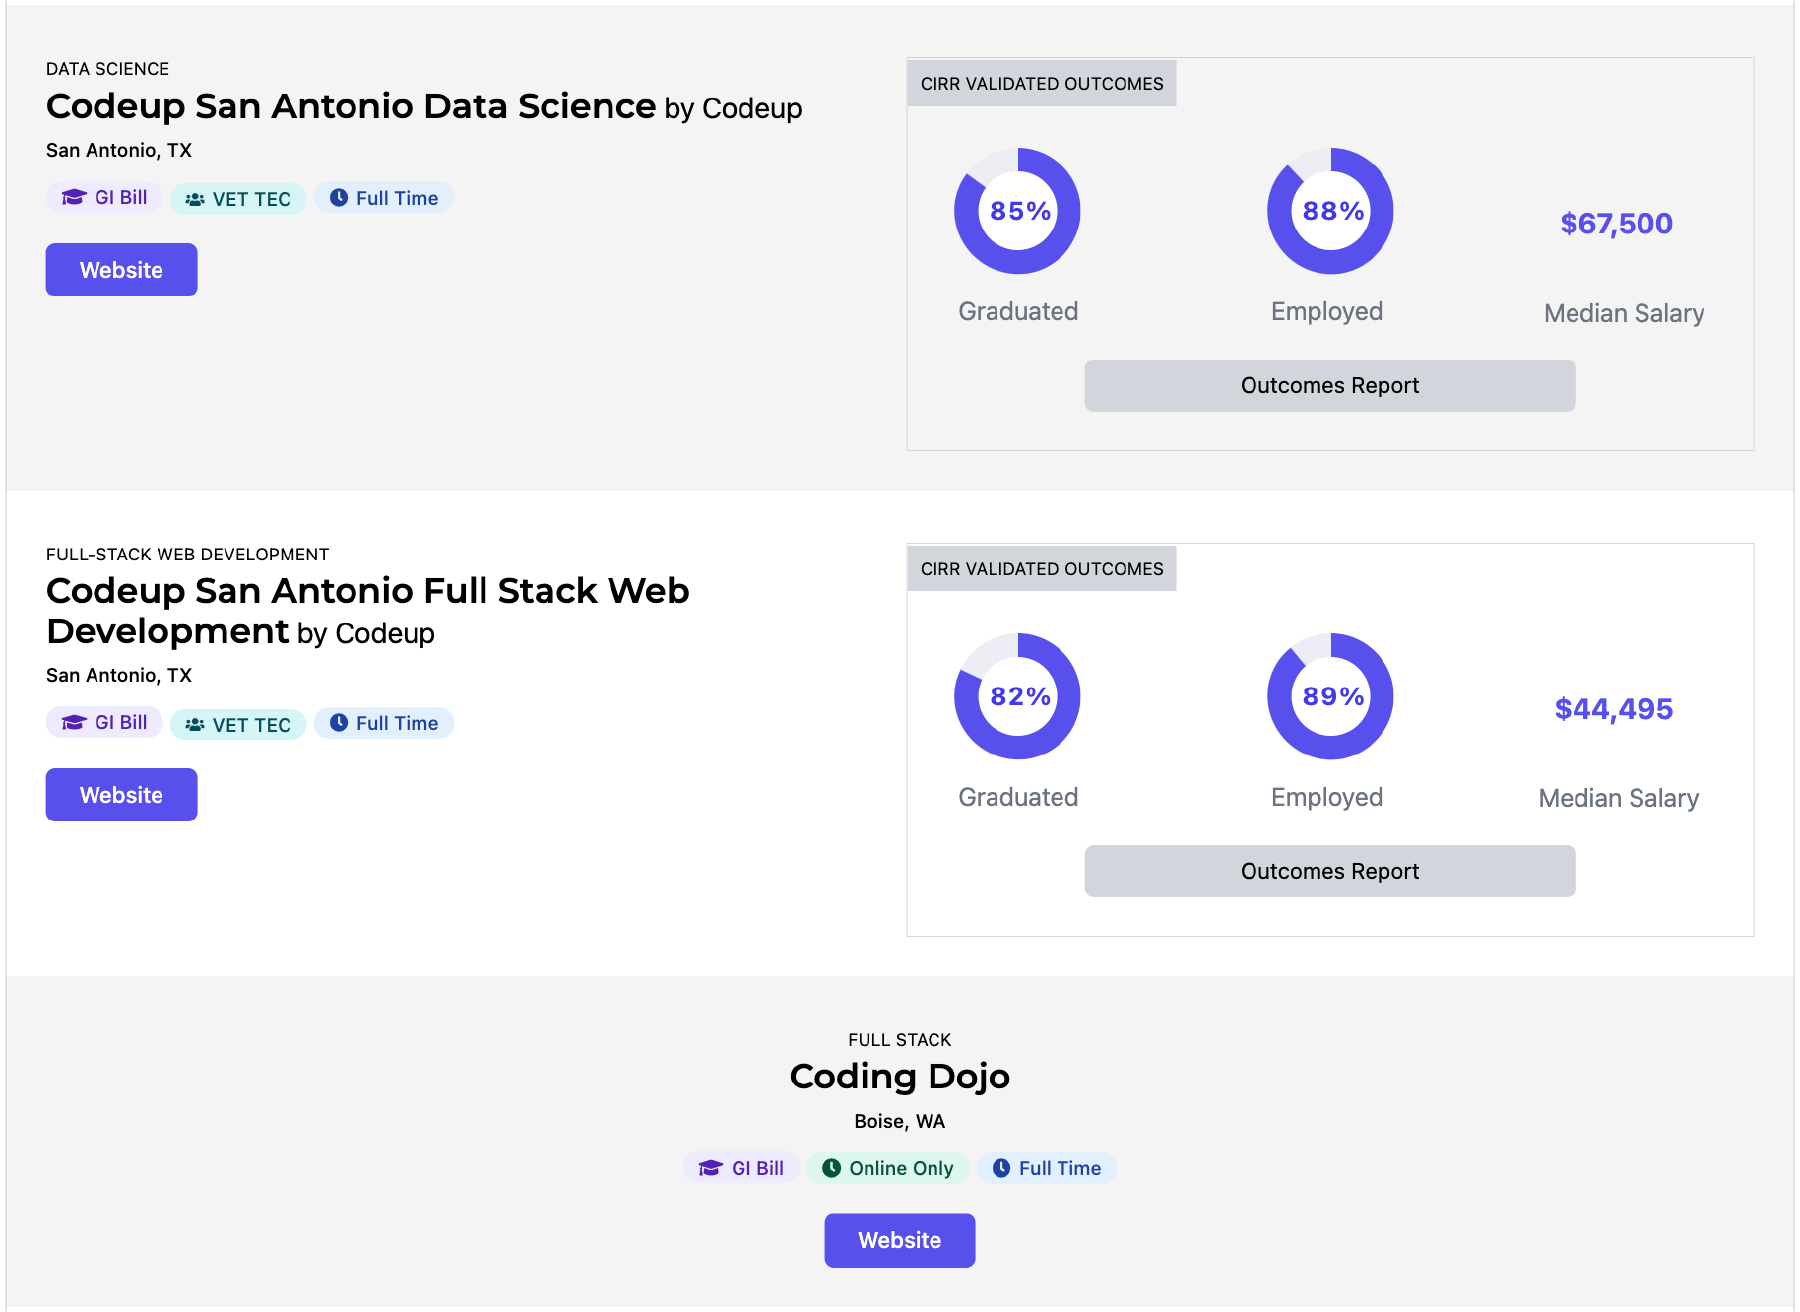 DATA SCIENCE
Codeup San Antonio Data Science by Codeup
San Antonio, TX
GI Bill
VET TEC
Full Time
Website
CIRR VALIDATED OUTCOMES
85%
88%
$67,500
Graduated
Employed
Median Salary
Outcomes Report
FULL-STACK WEB DEVELOPMENT
Codeup San Antonio Full Stack Web
Development by Codeup
San Antonio, TX
GI Bill
VET TEC
Full Time
Website
CIRR VALIDATED OUTCOMES
82%
89%
$44,495
Graduated
Employed
Median Salary
Outcomes Report
FULL STACK
Coding Dojo
Boise, WA
GI Bill
Online Only
Full Time
Website